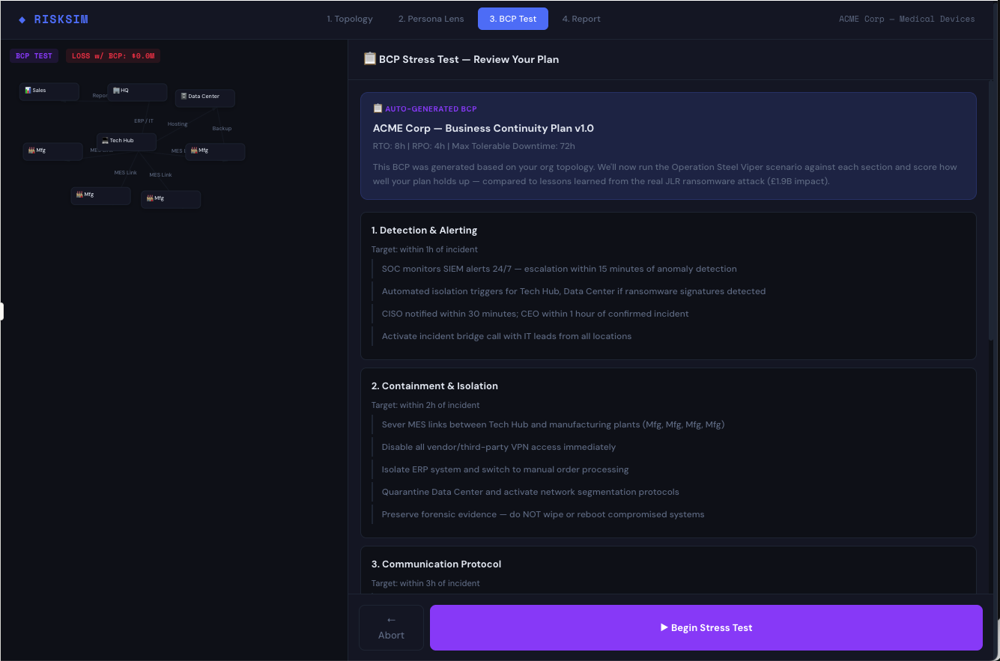 ◆ RISKSIM
1. Topology
2. Persona Lens
3. BCP Test
4. Report
ACME Corp — Medical Devices
BCP TEST
LOSS w/ BCP: $0.0M
Sales
HQ
Data Center
Repor
ERP / IT
Hosting
Backup
Tech Hub
Mfg
Mfg
MES Link
MES Link
Mfg
Mfg
📋 BCP Stress Test — Review Your Plan
📋 AUTO-GENERATED BCP
ACME Corp — Business Continuity Plan v1.0
RTO: 8h | RPO: 4h | Max Tolerable Downtime: 72h
This BCP was generated based on your org topology. We'll now run the Operation Steel Viper scenario against each section and score how
well your plan holds up — compared to lessons learned from the real JLR ransomware attack (£1.9B impact).
1. Detection & Alerting
Target: within 1h of incident
SOC monitors SIEM alerts 24/7 — escalation within 15 minutes of anomaly detection
Automated isolation triggers for Tech Hub, Data Center if ransomware signatures detected
CISO notified within 30 minutes; CEO within 1 hour of confirmed incident
Activate incident bridge call with IT leads from all locations
2. Containment & Isolation
Target: within 2h of incident
Sever MES links between Tech Hub and manufacturing plants (Mfg, Mfg, Mfg, Mfg)
Disable all vendor/third-party VPN access immediately
Isolate ERP system and switch to manual order processing
Quarantine Data Center and activate network segmentation protocols
Preserve forensic evidence — do NOT wipe or reboot compromised systems
3. Communication Protocol
Target: within 3h of incident
← Abort
▶ Begin Stress Test